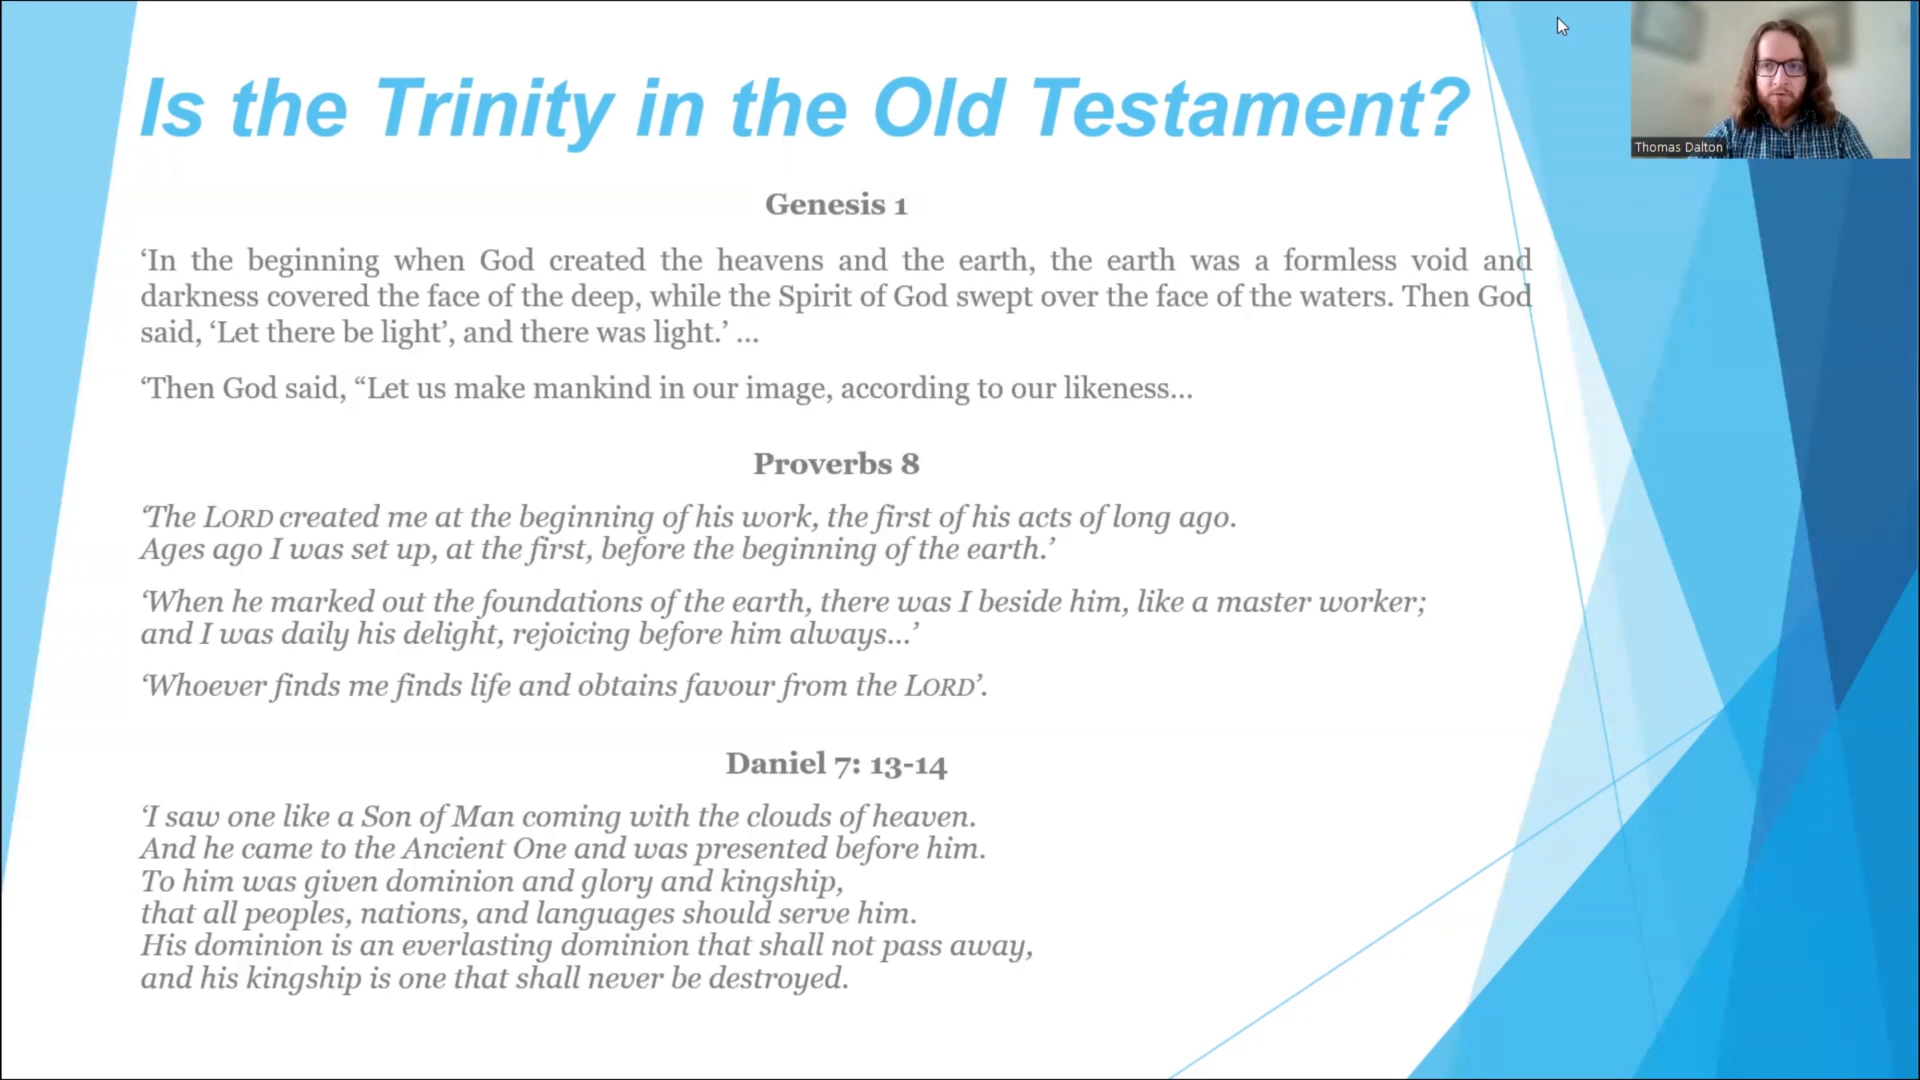 Is the Trinity in the Old Testament?
Thomas Dalton
Genesis 1
‘In the beginning when God created the heavens and the earth, the earth was a formless void and
darkness covered the face of the deep, while the Spirit of God swept over the face of the waters. Then God
said, ‘Let there be light’, and there was light.’ ...
‘Then God said, “Let us make mankind in our image, according to our likeness...
Proverbs 8
‘The LORD created me at the beginning of his work, the first of his acts of long ago.
Ages ago I was set up, at the first, before the beginning of the earth.’
‘When he marked out the foundations of the earth, there was I beside him, like a master worker;
and I was daily his delight, rejoicing before him always...’
‘Whoever finds me finds life and obtains favour from the LORD’.
Daniel 7: 13-14
‘I saw one like a Son of Man coming with the clouds of heaven.
And he came to the Ancient One and was presented before him.
To him was given dominion and glory and kingship,
that all peoples, nations, and languages should serve him.
His dominion is an everlasting dominion that shall not pass away,
and his kingship is one that shall never be destroyed.